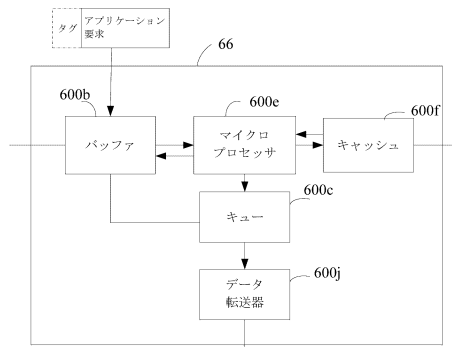 タグ
アプリケーション
要求
66
600b
600e
600f
バッファ
マイクロ
プロセッサ
キャッシュ
600c
キュー
データ
転送器
600j